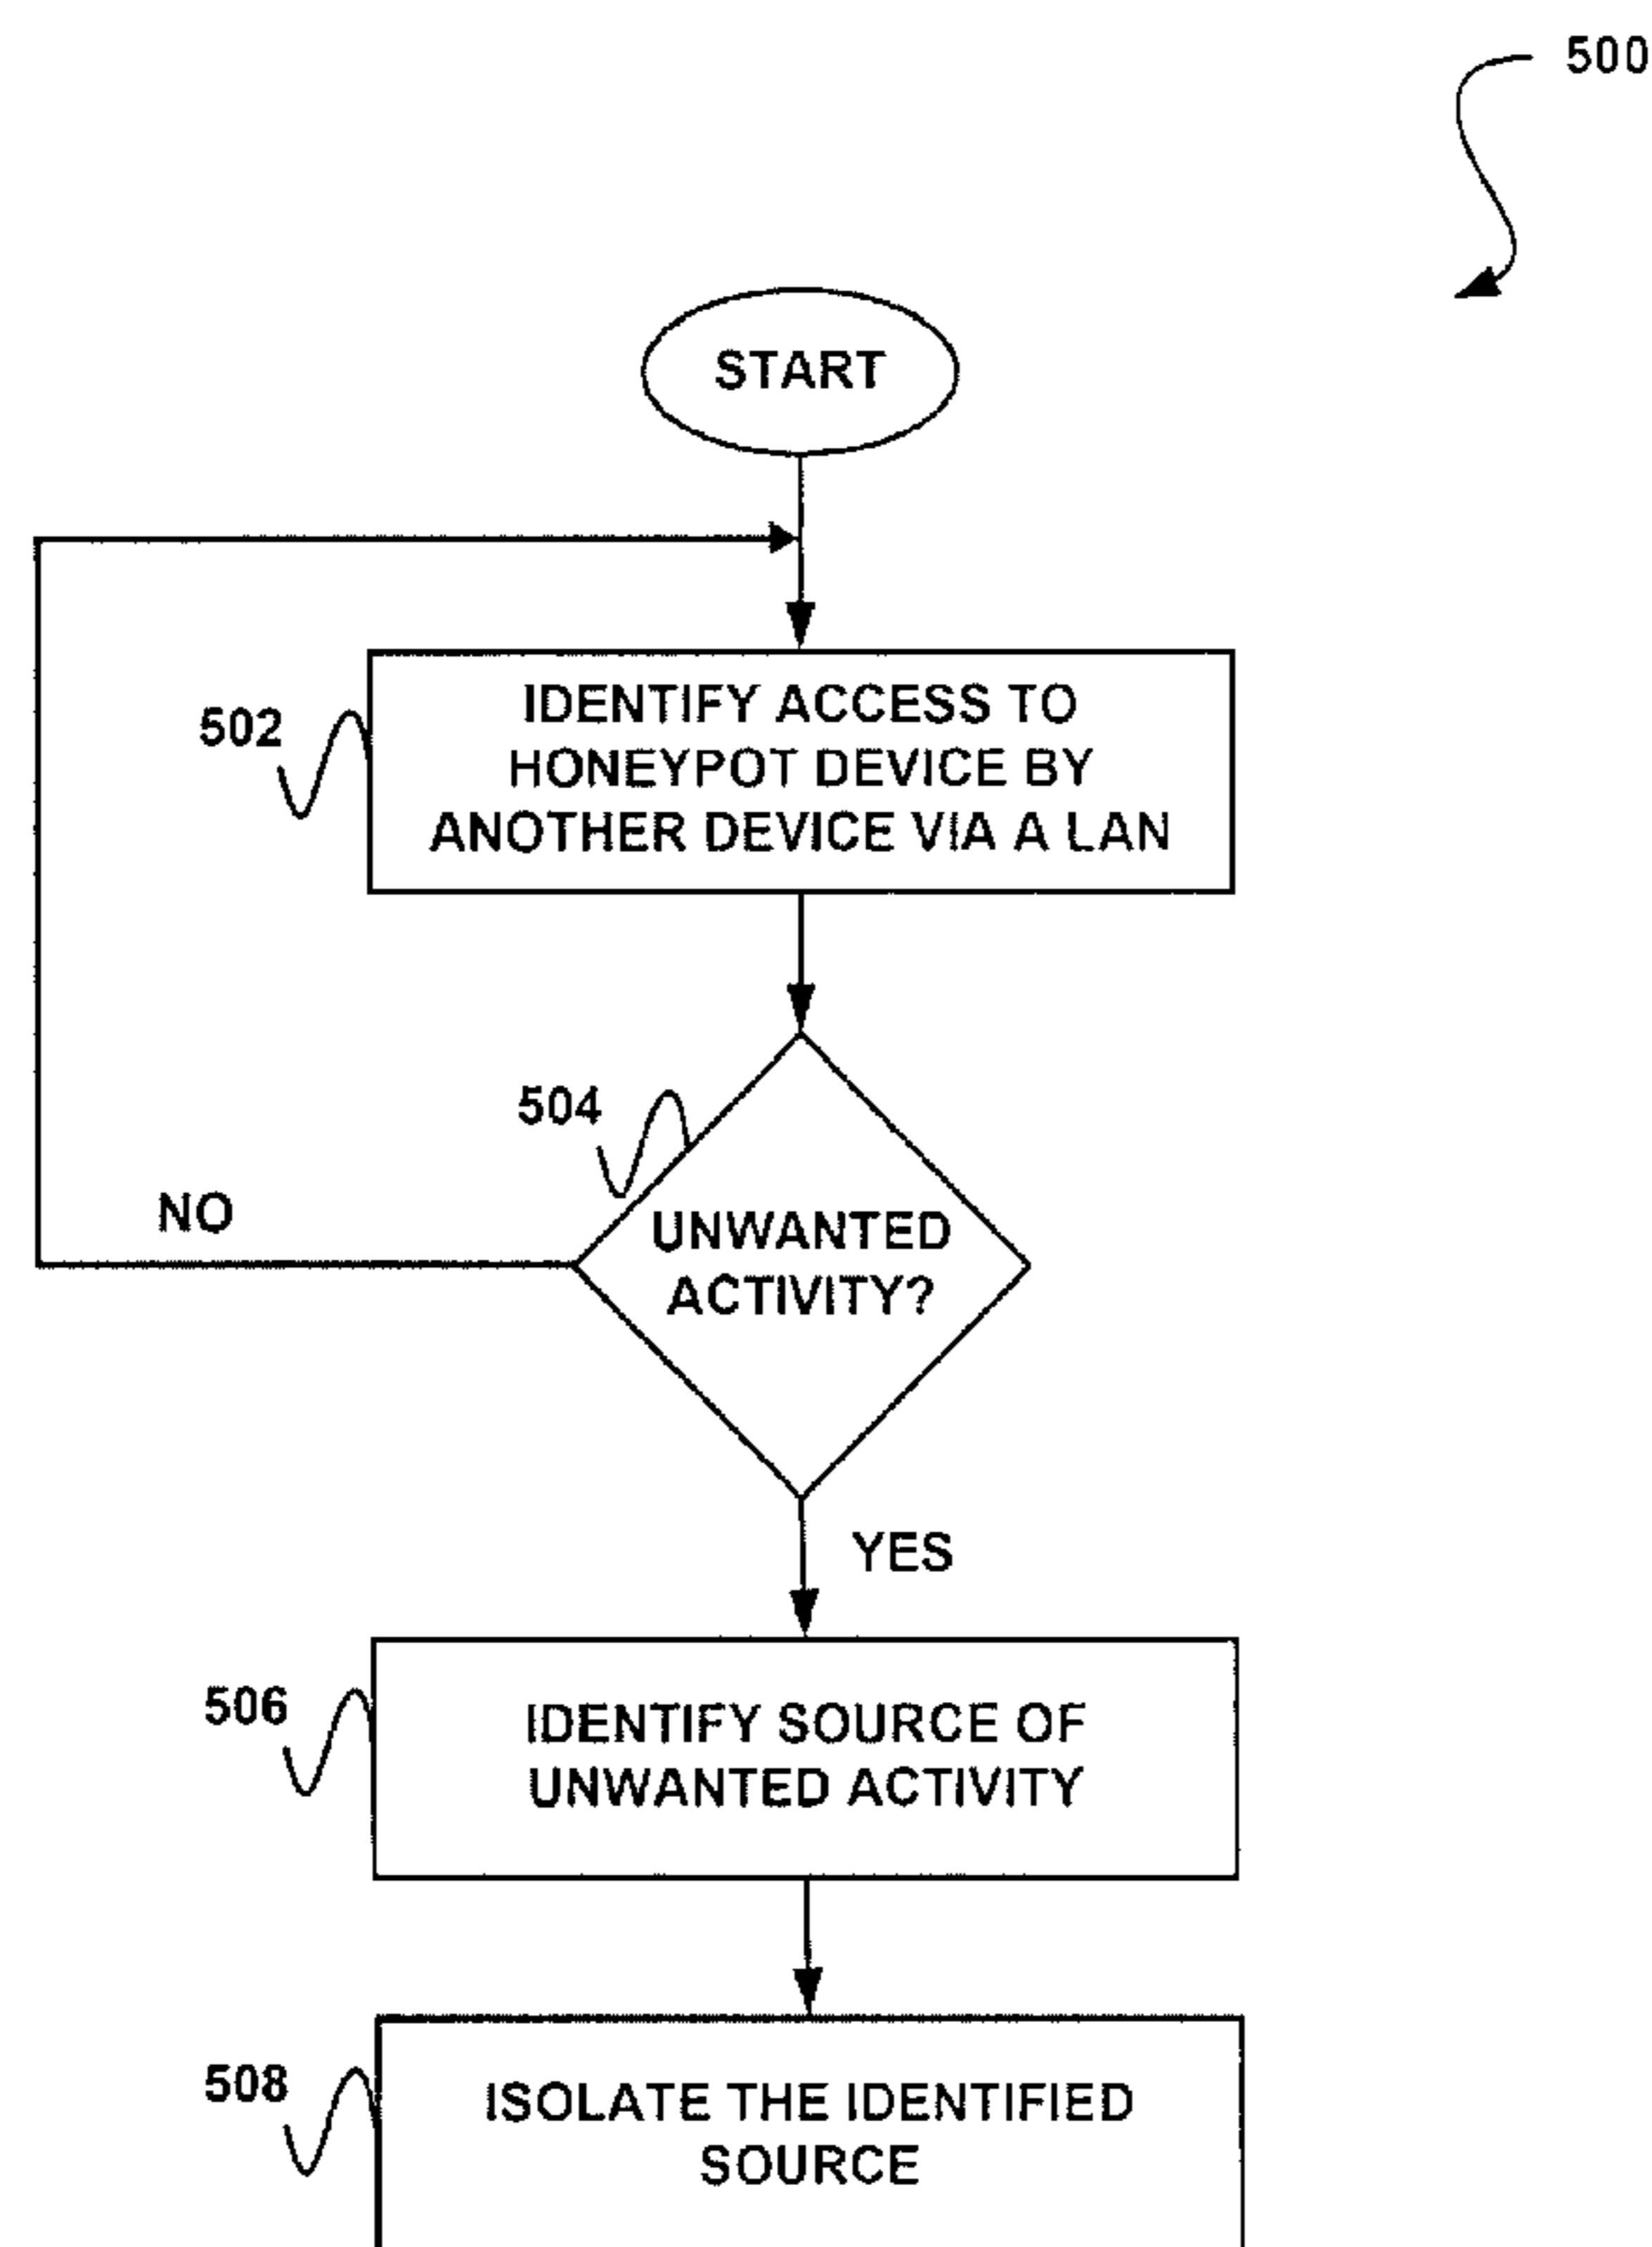 500
START
502
IDENTIFY ACCESS TO
HONEYPOT DEVICE BY
ANOTHER DEVICE VIA A LAN
504
NO
UNWANTED
ACTIVITY?
YES
506
IDENTIFY SOURCE OF
UNWANTED ACTIVITY
508
ISOLATE THE IDENTIFIED
SOURCE